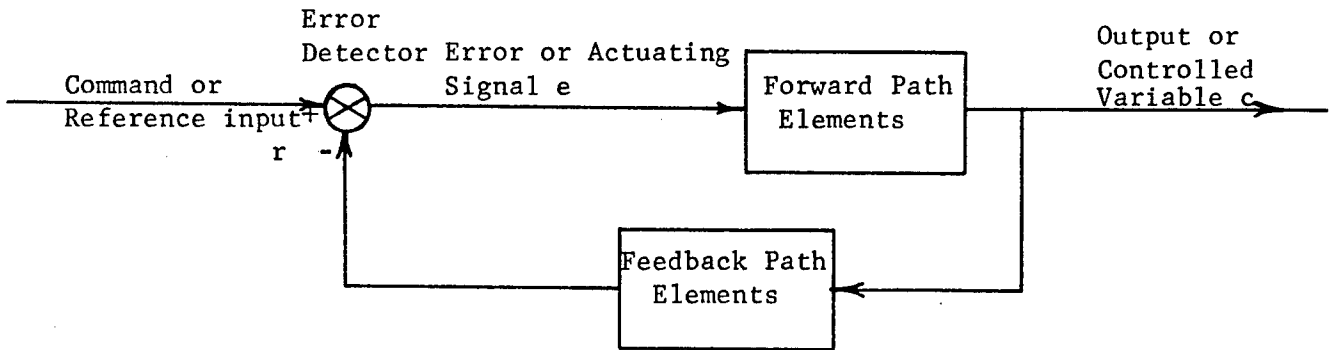 Error
Detector Error or Actuating
Signal e
Command or
Reference input+
r -
Forward Path
Elements
Output or
Controlled
Variable c
Feedback Path
Elements